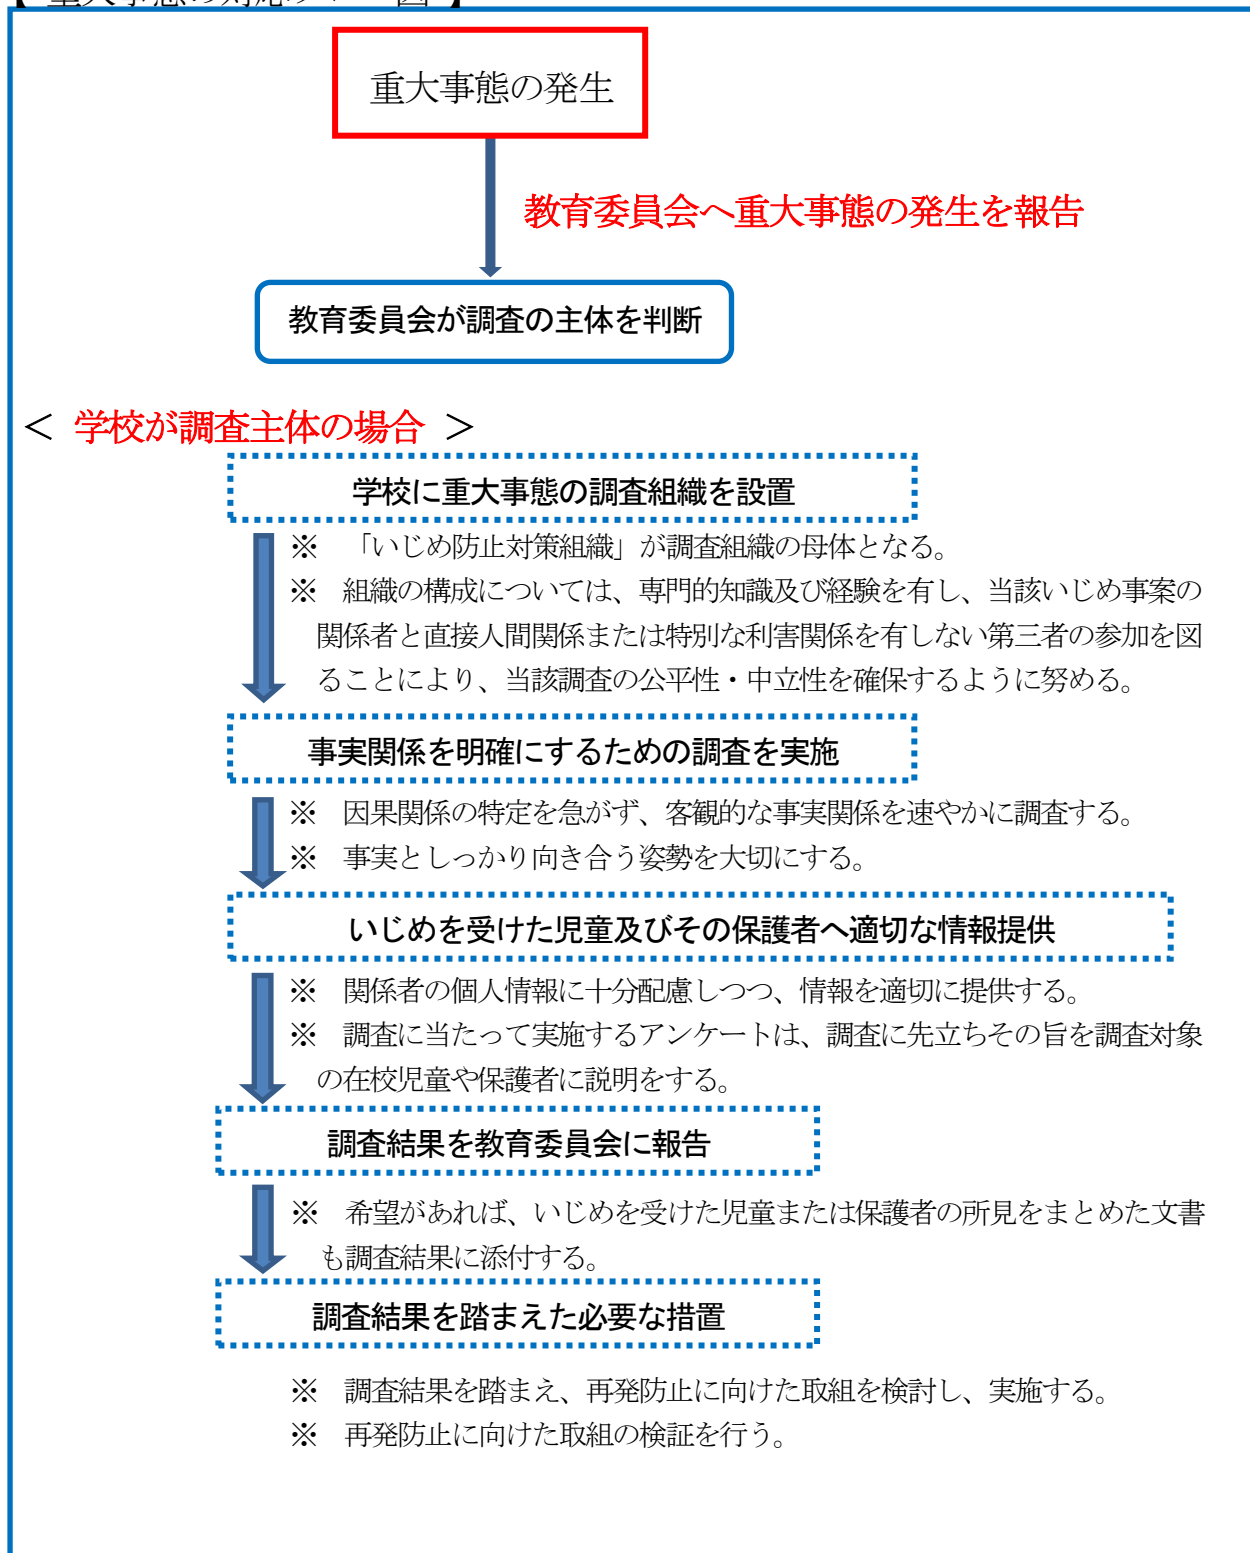 重大事態の発生
教育委員会へ重大事態の発生を報告
教育委員会が調査の主体を判断
＜ 学校が調査主体の場合 ＞
学校に重大事態の調査組織を設置
※　「いじめ防止対策組織」が調査組織の母体となる。
※　組織の構成については、専門的知識及び経験を有し、当該いじめ事案の
関係者と直接人間関係または特別な利害関係を有しない第三者の参加を図
ることにより、当該調査の公平性・中立性を確保するように努める。
事実関係を明確にするための調査を実施
※　因果関係の特定を急がず、客観的な事実関係を速やかに調査する。
※　事実としっかり向き合う姿勢を大切にする。
いじめを受けた児童及びその保護者へ適切な情報提供
※　関係者の個人情報に十分配慮しつつ、情報を適切に提供する。
※　調査に当たって実施するアンケートは、調査に先立ちその旨を調査対象
の在校児童や保護者に説明をする。
調査結果を教育委員会に報告
※　希望があれば、いじめを受けた児童または保護者の所見をまとめた文書
も調査結果に添付する。
調査結果を踏まえた必要な措置
※　調査結果を踏まえ、再発防止に向けた取組を検討し、実施する。
※　再発防止に向けた取組の検証を行う。